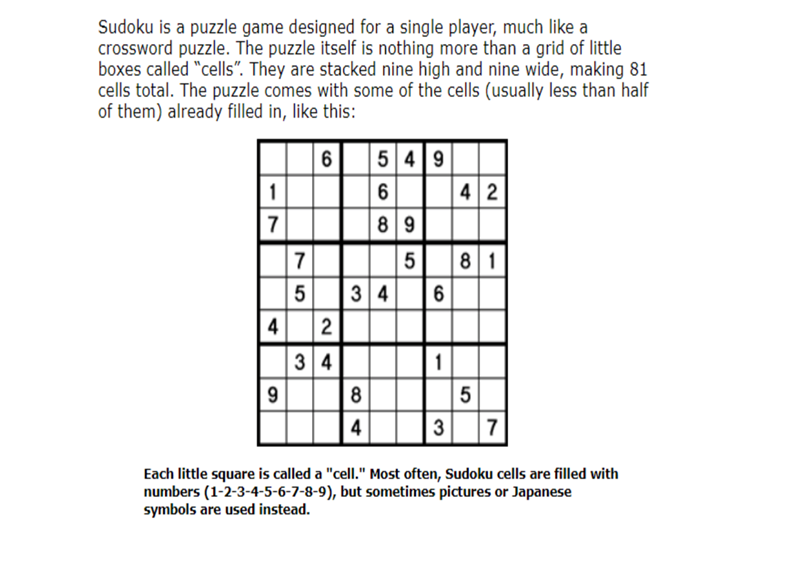 Sudoku is a puzzle game designed for a single player, much like a
crossword puzzle. The puzzle itself is nothing more than a grid of little
boxes called “cells”. They are stacked nine high and nine wide, making 81
cells total. The puzzle comes with some of the cells (usually less than half
of them) already filled in, like this:
6 5 4 9
1 6 4 2
7 8 9
7 5 8 1
5 3 4 6
4 2
3 4 1
9 8 5
4 3 7
Each little square is called a "cell." Most often, Sudoku cells are filled with
numbers (1-2-3-4-5-6-7-8-9), but sometimes pictures or Japanese
symbols are used instead.